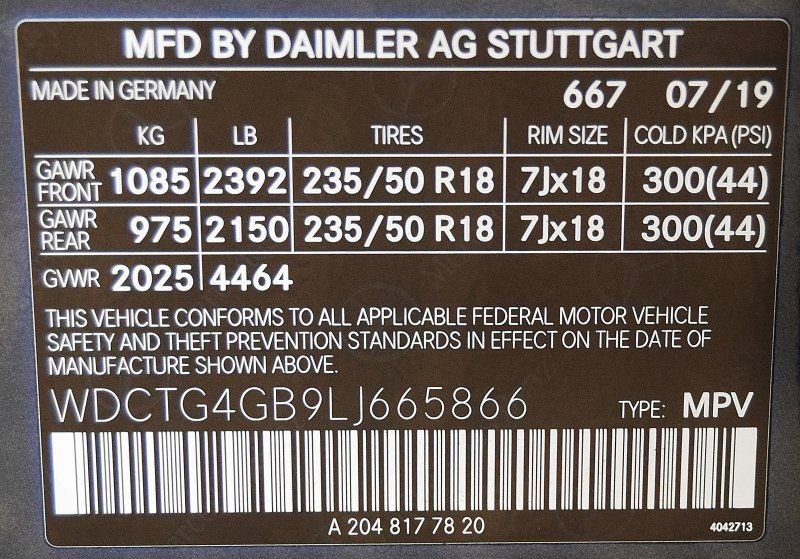 MFD BY DAIMLER AG STUTTGART
MADE IN GERMANY 667 07/19
KG LB TIRES RIM SIZE COLD KPA (PSI)
GAWR FRONT 1085 2392 235/50 R18 7Jx18 300(44)
GAWR REAR 975 2150 235/50 R18 7Jx18 300(44)
GVWR 2025 4464
THIS VEHICLE CONFORMS TO ALL APPLICABLE FEDERAL MOTOR VEHICLE
SAFETY AND THEFT PREVENTION STANDARDS IN EFFECT ON THE DATE OF
MANUFACTURE SHOWN ABOVE.
WDCTG4GB9LJ665866 TYPE: MPV
A 204 817 78 20 4042713